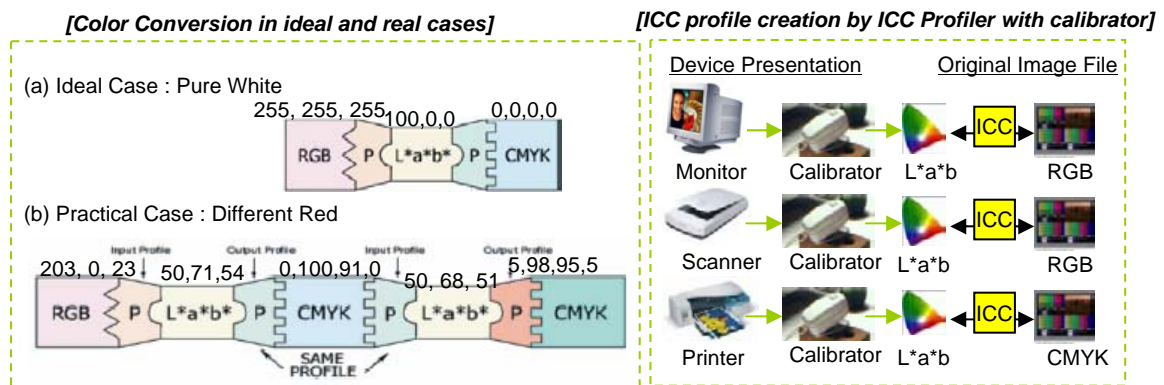 [Color Conversion in ideal and real cases]
(a) Ideal Case : Pure White
255, 255, 255 100,0,0 0,0,0,0
RGB P L*a*b* P CMYK
(b) Practical Case : Different Red
Input Profile Output Profile Input Profile Output Profile
203, 0, 23 50,71,54 0,100,91,0 50, 68, 51 5,98,95,5
RGB P L*a*b* P CMYK P L*a*b* P CMYK
SAME
PROFILE
[ICC profile creation by ICC Profiler with calibrator]
Device Presentation Original Image File
ICC
Monitor Calibrator L*a*b RGB
ICC
Scanner Calibrator L*a*b RGB
ICC
Printer Calibrator L*a*b CMYK